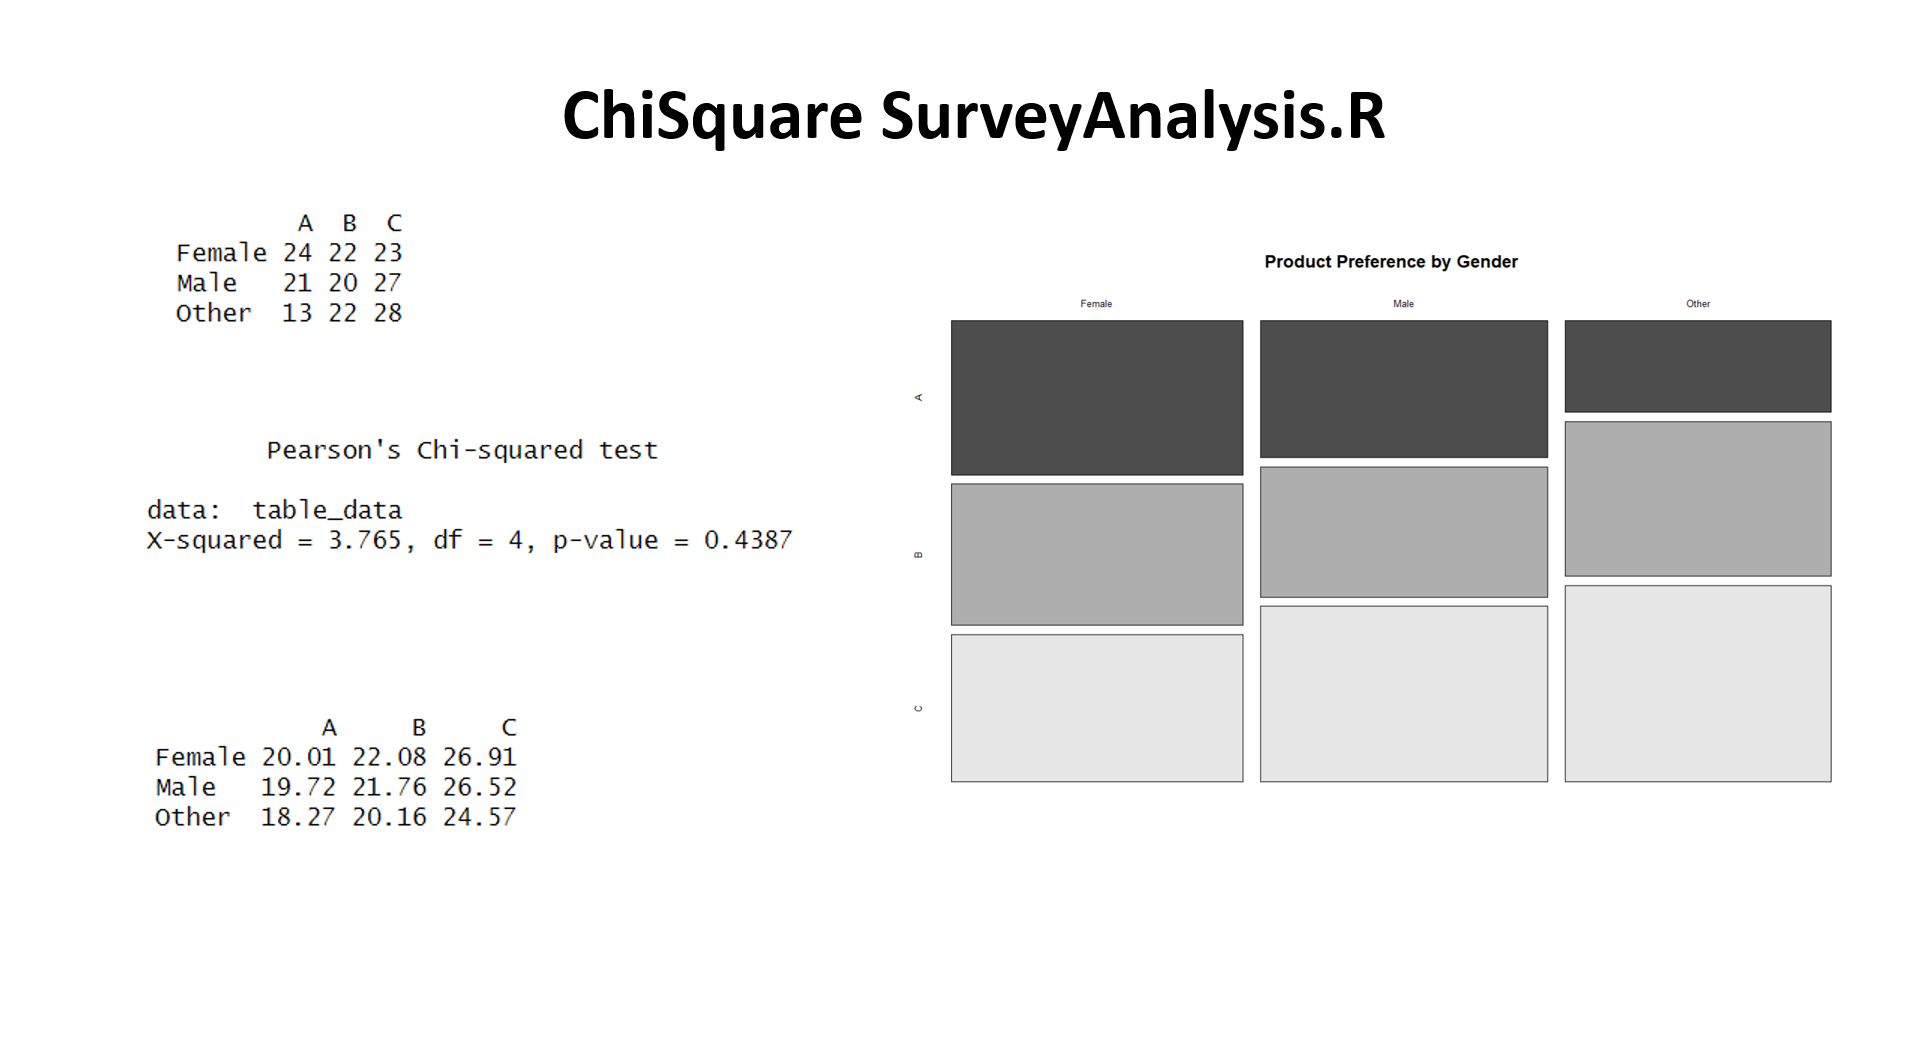 ChiSquare SurveyAnalysis.R
A B C
Female 24 22 23
Male 21 20 27
Other 13 22 28
Pearson's Chi-squared test
data: table_data
X-squared = 3.765, df = 4, p-value = 0.4387
A B C
Female 20.01 22.08 26.91
Male 19.72 21.76 26.52
Other 18.27 20.16 24.57
Product Preference by Gender
Female Male Other
A
B
C